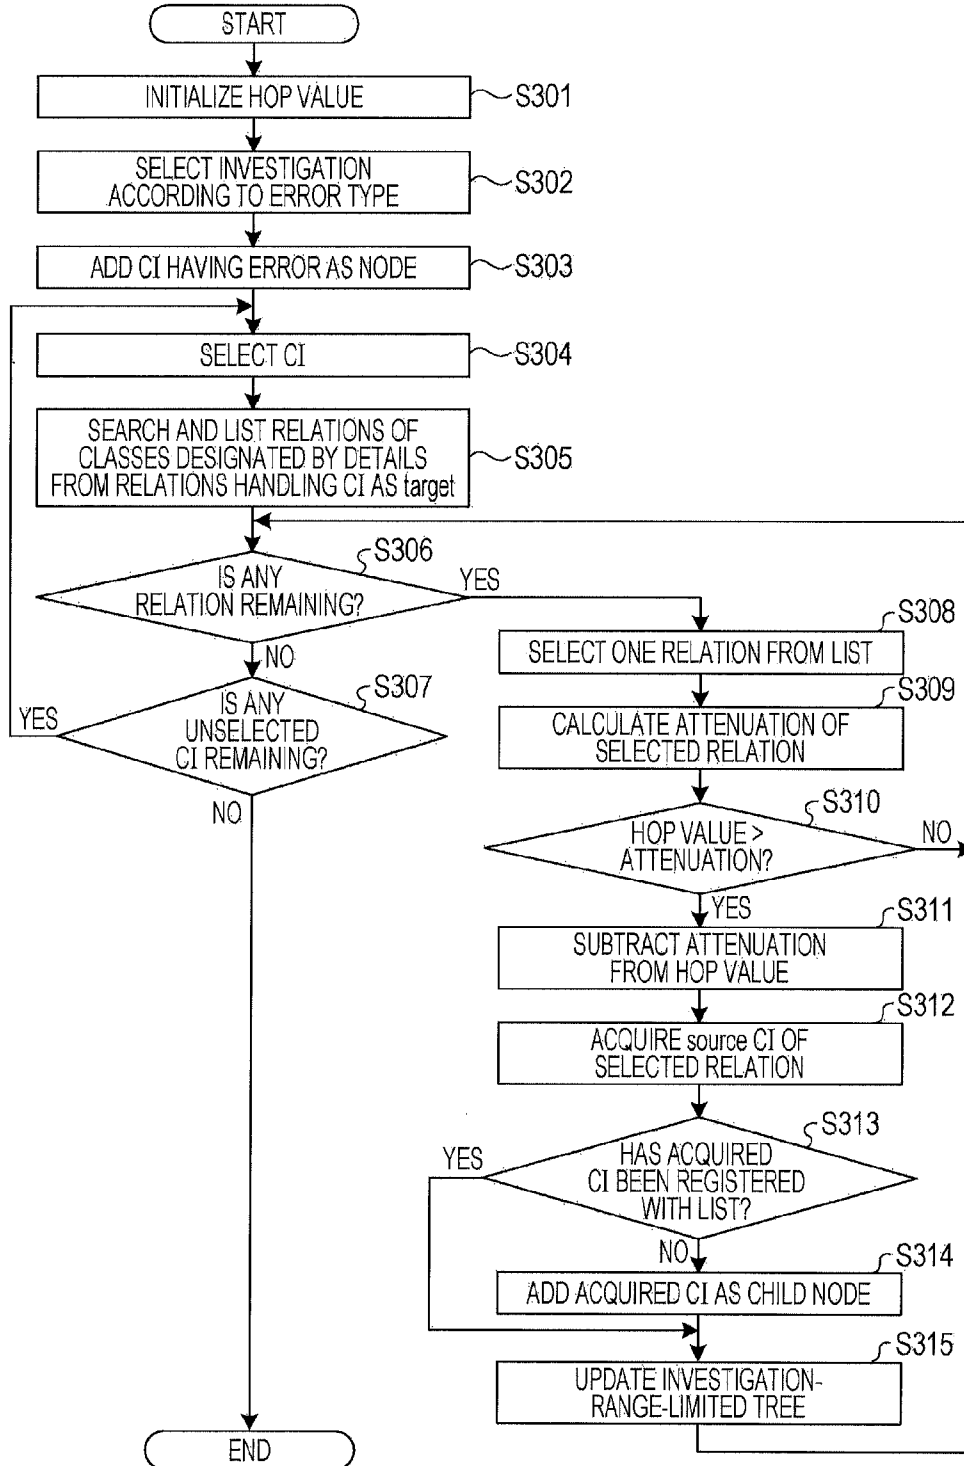 START
INITIALIZE HOP VALUE
S301
SELECT INVESTIGATION
ACCORDING TO ERROR TYPE
S302
ADD CI HAVING ERROR AS NODE
S303
SELECT CI
S304
SEARCH AND LIST RELATIONS OF
CLASSES DESIGNATED BY DETAILS
FROM RELATIONS HANDLING CI AS target
S305
S306
IS ANY
RELATION REMAINING?
YES
NO
S307
IS ANY
UNSELECTED
CI REMAINING?
YES
NO
S308
SELECT ONE RELATION FROM LIST
S309
CALCULATE ATTENUATION OF
SELECTED RELATION
S310
HOP VALUE >
ATTENUATION?
NO
YES
S311
SUBTRACT ATTENUATION
FROM HOP VALUE
S312
ACQUIRE source CI OF
SELECTED RELATION
S313
HAS ACQUIRED
CI BEEN REGISTERED
WITH LIST?
YES
NO
S314
ADD ACQUIRED CI AS CHILD NODE
S315
UPDATE INVESTIGATION-
RANGE-LIMITED TREE
END